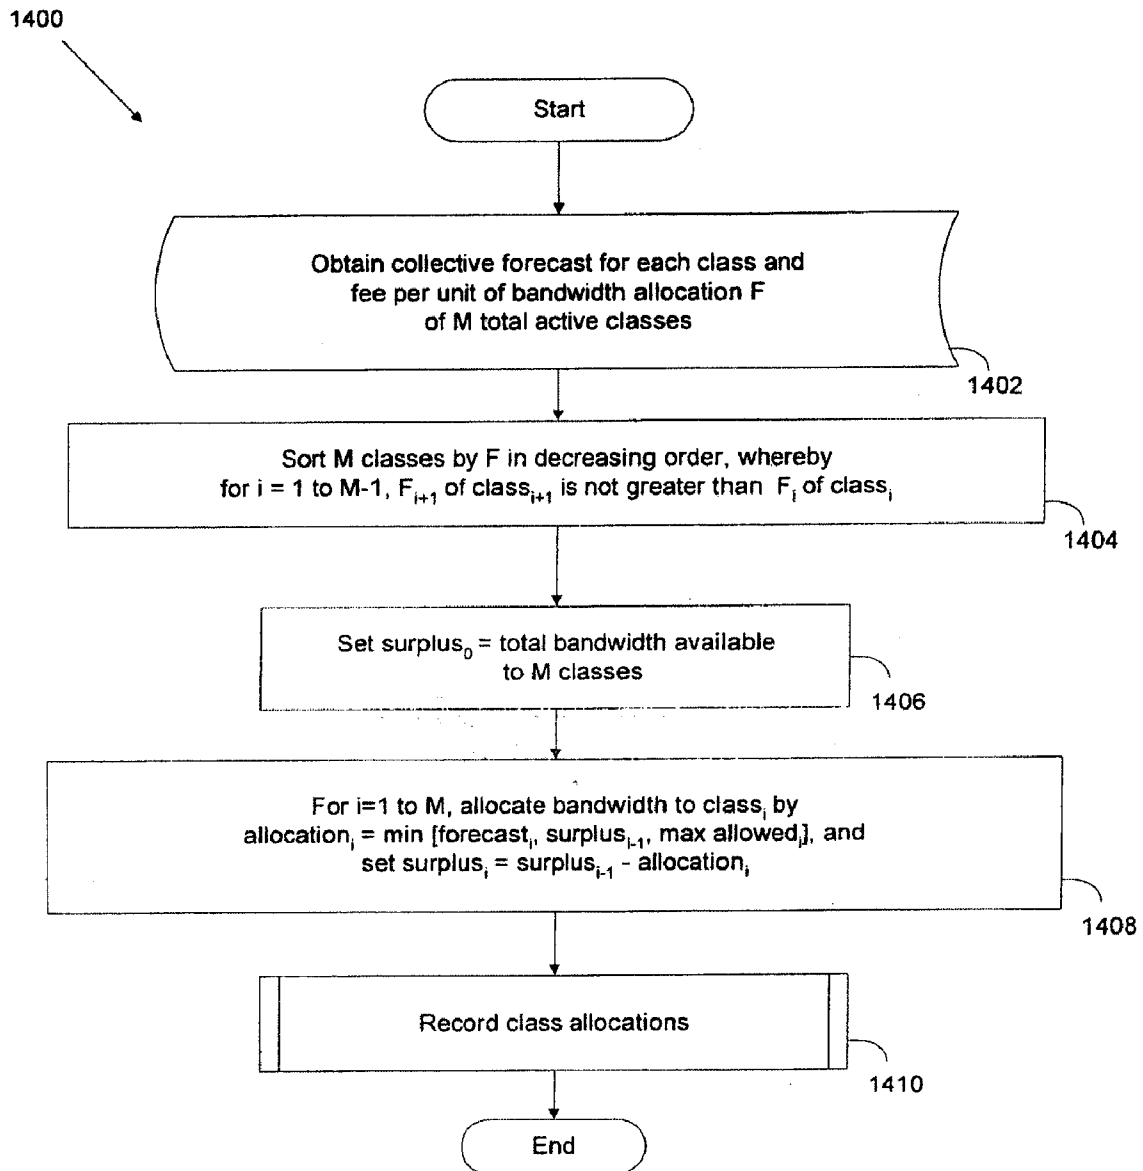 1400
Start
Obtain collective forecast for each class and
fee per unit of bandwidth allocation F
of M total active classes
1402
Sort M classes by F in decreasing order, whereby
for i = 1 to M-1, Fᵢ₊₁ of classᵢ₊₁ is not greater than Fᵢ of classᵢ
1404
Set surplus₀ = total bandwidth available
to M classes
1406
For i=1 to M, allocate bandwidth to classᵢ by
allocationᵢ = min [forecastᵢ, surplusᵢ₋₁, max allowedᵢ], and
set surplusᵢ = surplusᵢ₋₁ - allocationᵢ
1408
Record class allocations
1410
End